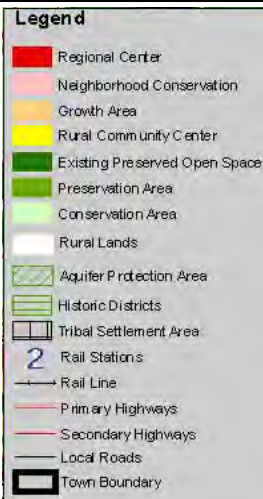 Legend
Regional Center
Neighborhood Conservation
Growth Area
Rural Community Center
Existing Preserved Open Space
Preservation Area
Conservation Area
Rural Lands
Aquifer Protection Area
Historic Districts
Tribal Settlement Area
2 Rail Stations
Rail Line
Primary Highways
Secondary Highways
Local Roads
Town Boundary